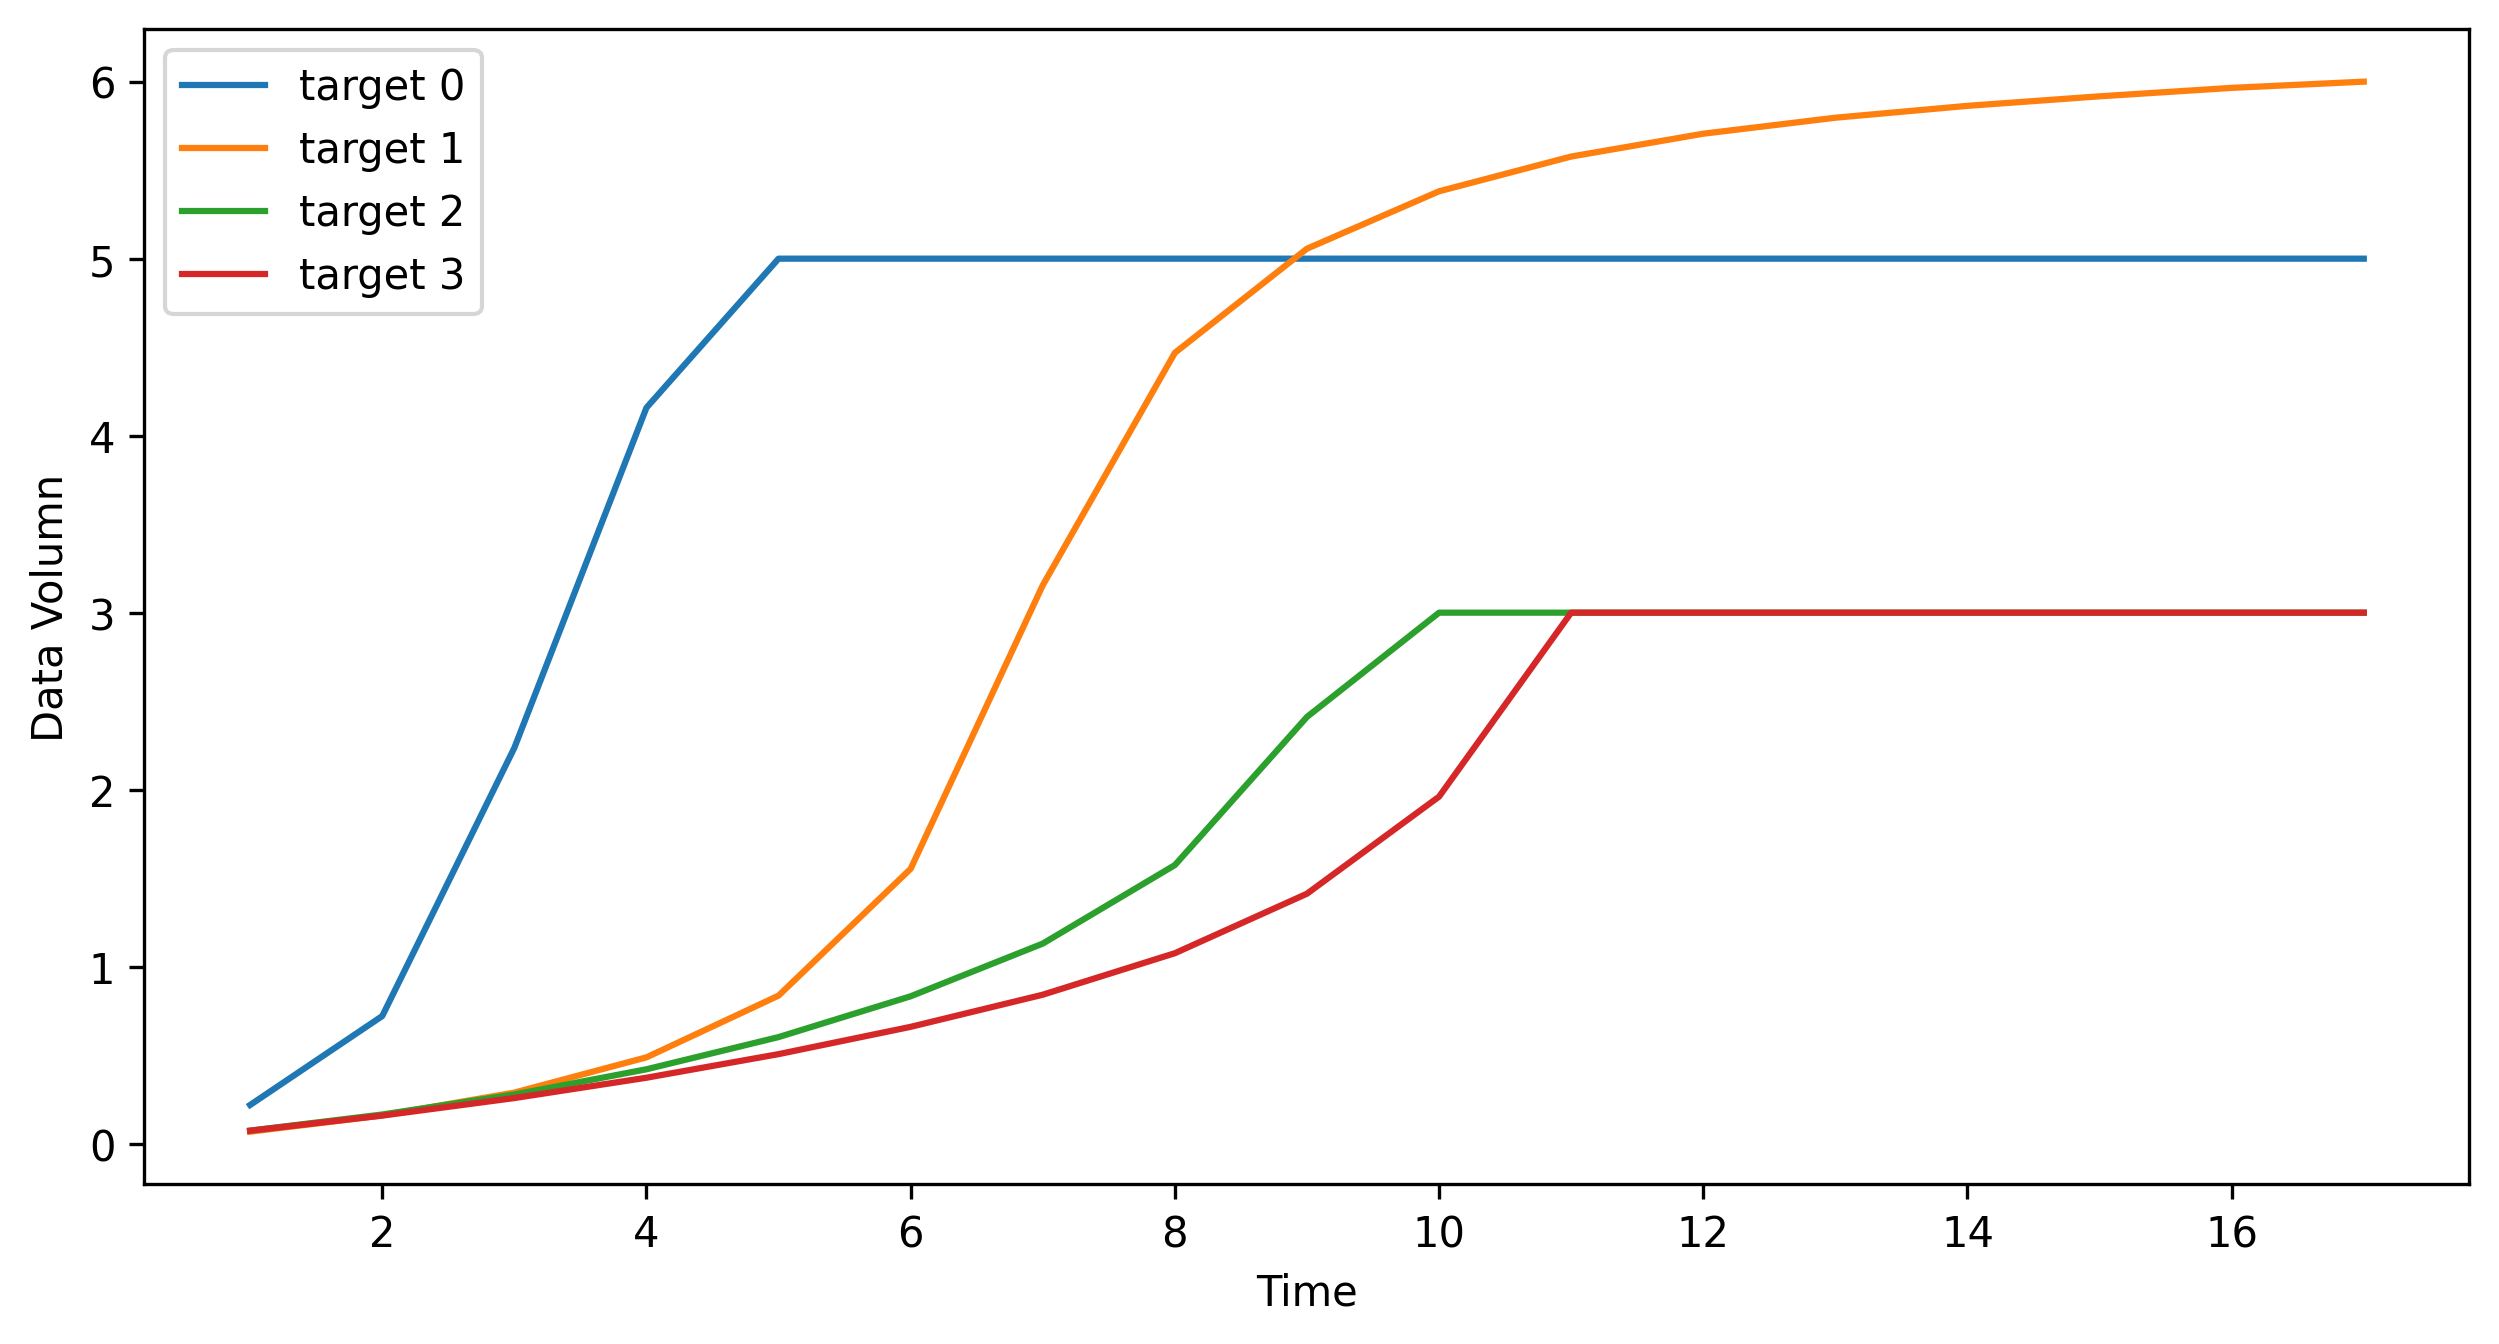 target 0
target 1
target 2
target 3
6
5
4
3
2
1
0
Data Volumn
2 4 6 8 10 12 14 16
Time